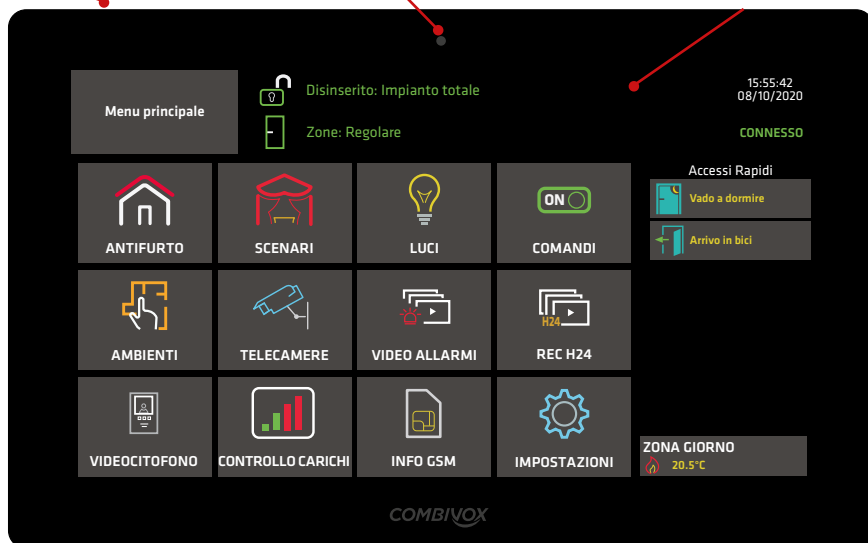 Menu principale
Disinserito: Impianto totale
Zone: Regolare
15:55:42
08/10/2020
CONNESSO
Accessi Rapidi
Vado a dormire
Arrivo in bici
ANTIFURTO
SCENARI
LUCI
ON
COMANDI
AMBIENTI
TELECAMERE
VIDEO ALLARMI
H24
REC H24
VIDEOCITOFONO
CONTROLLO CARICHI
INFO GSM
IMPOSTAZIONI
ZONA GIORNO
20.5°C
COMBIVOX